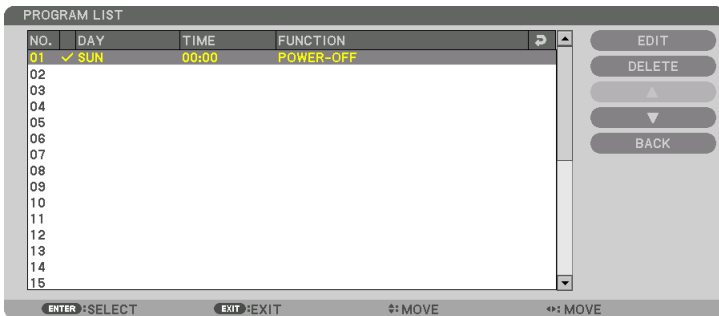 PROGRAM LIST
NO. DAY TIME FUNCTION
01 ✓ SUN 00:00 POWER-OFF
02
03
04
05
06
07
08
09
10
11
12
13
14
15
EDIT
DELETE
▲
▼
BACK
ENTER:SELECT EXIT:EXIT :MOVE :MOVE